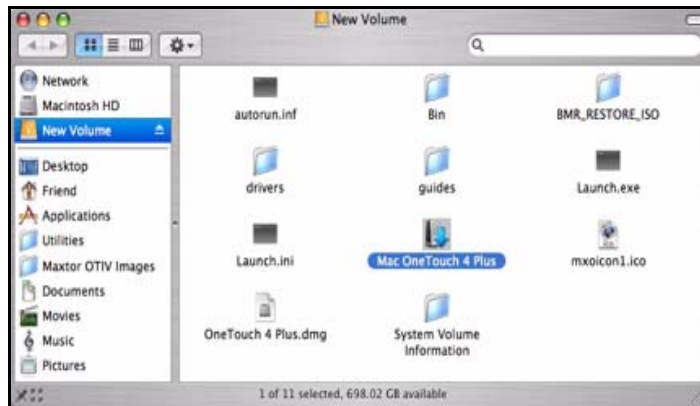 New Volume
Network
Macintosh HD
New Volume
Desktop
Friend
Applications
Utilities
Maxtor OTIV Images
Documents
Movies
Music
Pictures
autorun.inf
Bin
BMR_RESTORE_ISO
drivers
guides
Launch.exe
Launch.ini
Mac OneTouch 4 Plus
mxoicon1.ico
OneTouch 4 Plus.dmg
System Volume
Information
1 of 11 selected, 698.02 GB available